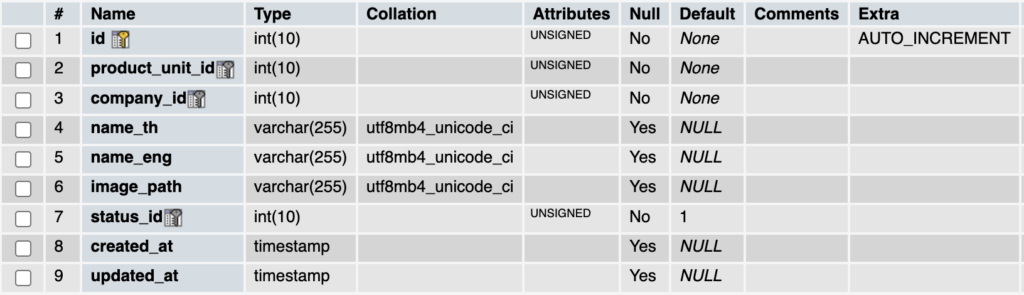 # Name Type Collation Attributes Null Default Comments Extra
1 id int(10) UNSIGNED No None AUTO_INCREMENT
2 product_unit_id int(10) UNSIGNED No None
3 company_id int(10) UNSIGNED No None
4 name_th varchar(255) utf8mb4_unicode_ci Yes NULL
5 name_eng varchar(255) utf8mb4_unicode_ci Yes NULL
6 image_path varchar(255) utf8mb4_unicode_ci Yes NULL
7 status_id int(10) UNSIGNED No 1
8 created_at timestamp Yes NULL
9 updated_at timestamp Yes NULL